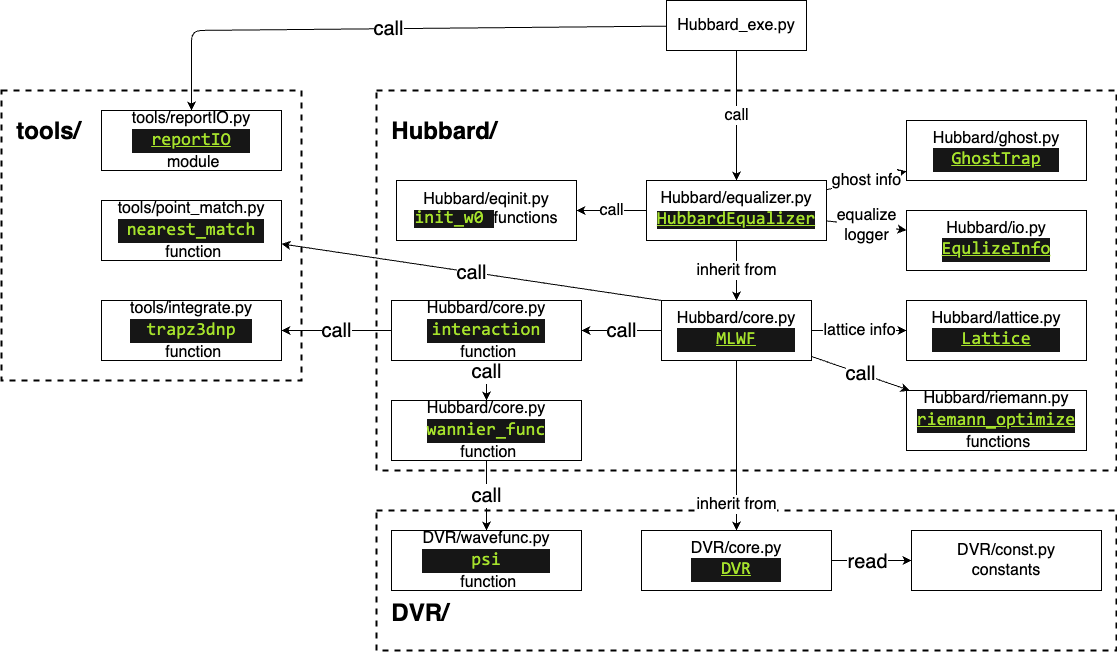 Hubbard_exe.py
call
call
tools/
tools/reportIO.py
reportIO
module
tools/point_match.py
nearest_match
function
tools/integrate.py
trapz3dnp
function
Hubbard/
Hubbard/eqinit.py
init_w0 functions
call
Hubbard/equalizer.py
HubbardEqualizer
ghost info
Hubbard/ghost.py
GhostTrap
equalize
logger
Hubbard/io.py
EqulizeInfo
inherit from
call
call
Hubbard/core.py
interaction
function
call
Hubbard/core.py
MLWF
lattice info
Hubbard/lattice.py
Lattice
call
Hubbard/riemann.py
riemann_optimize
functions
call
Hubbard/core.py
wannier_func
function
call
inherit from
DVR/wavefunc.py
psi
function
DVR/core.py
DVR
read
DVR/const.py
constants
DVR/